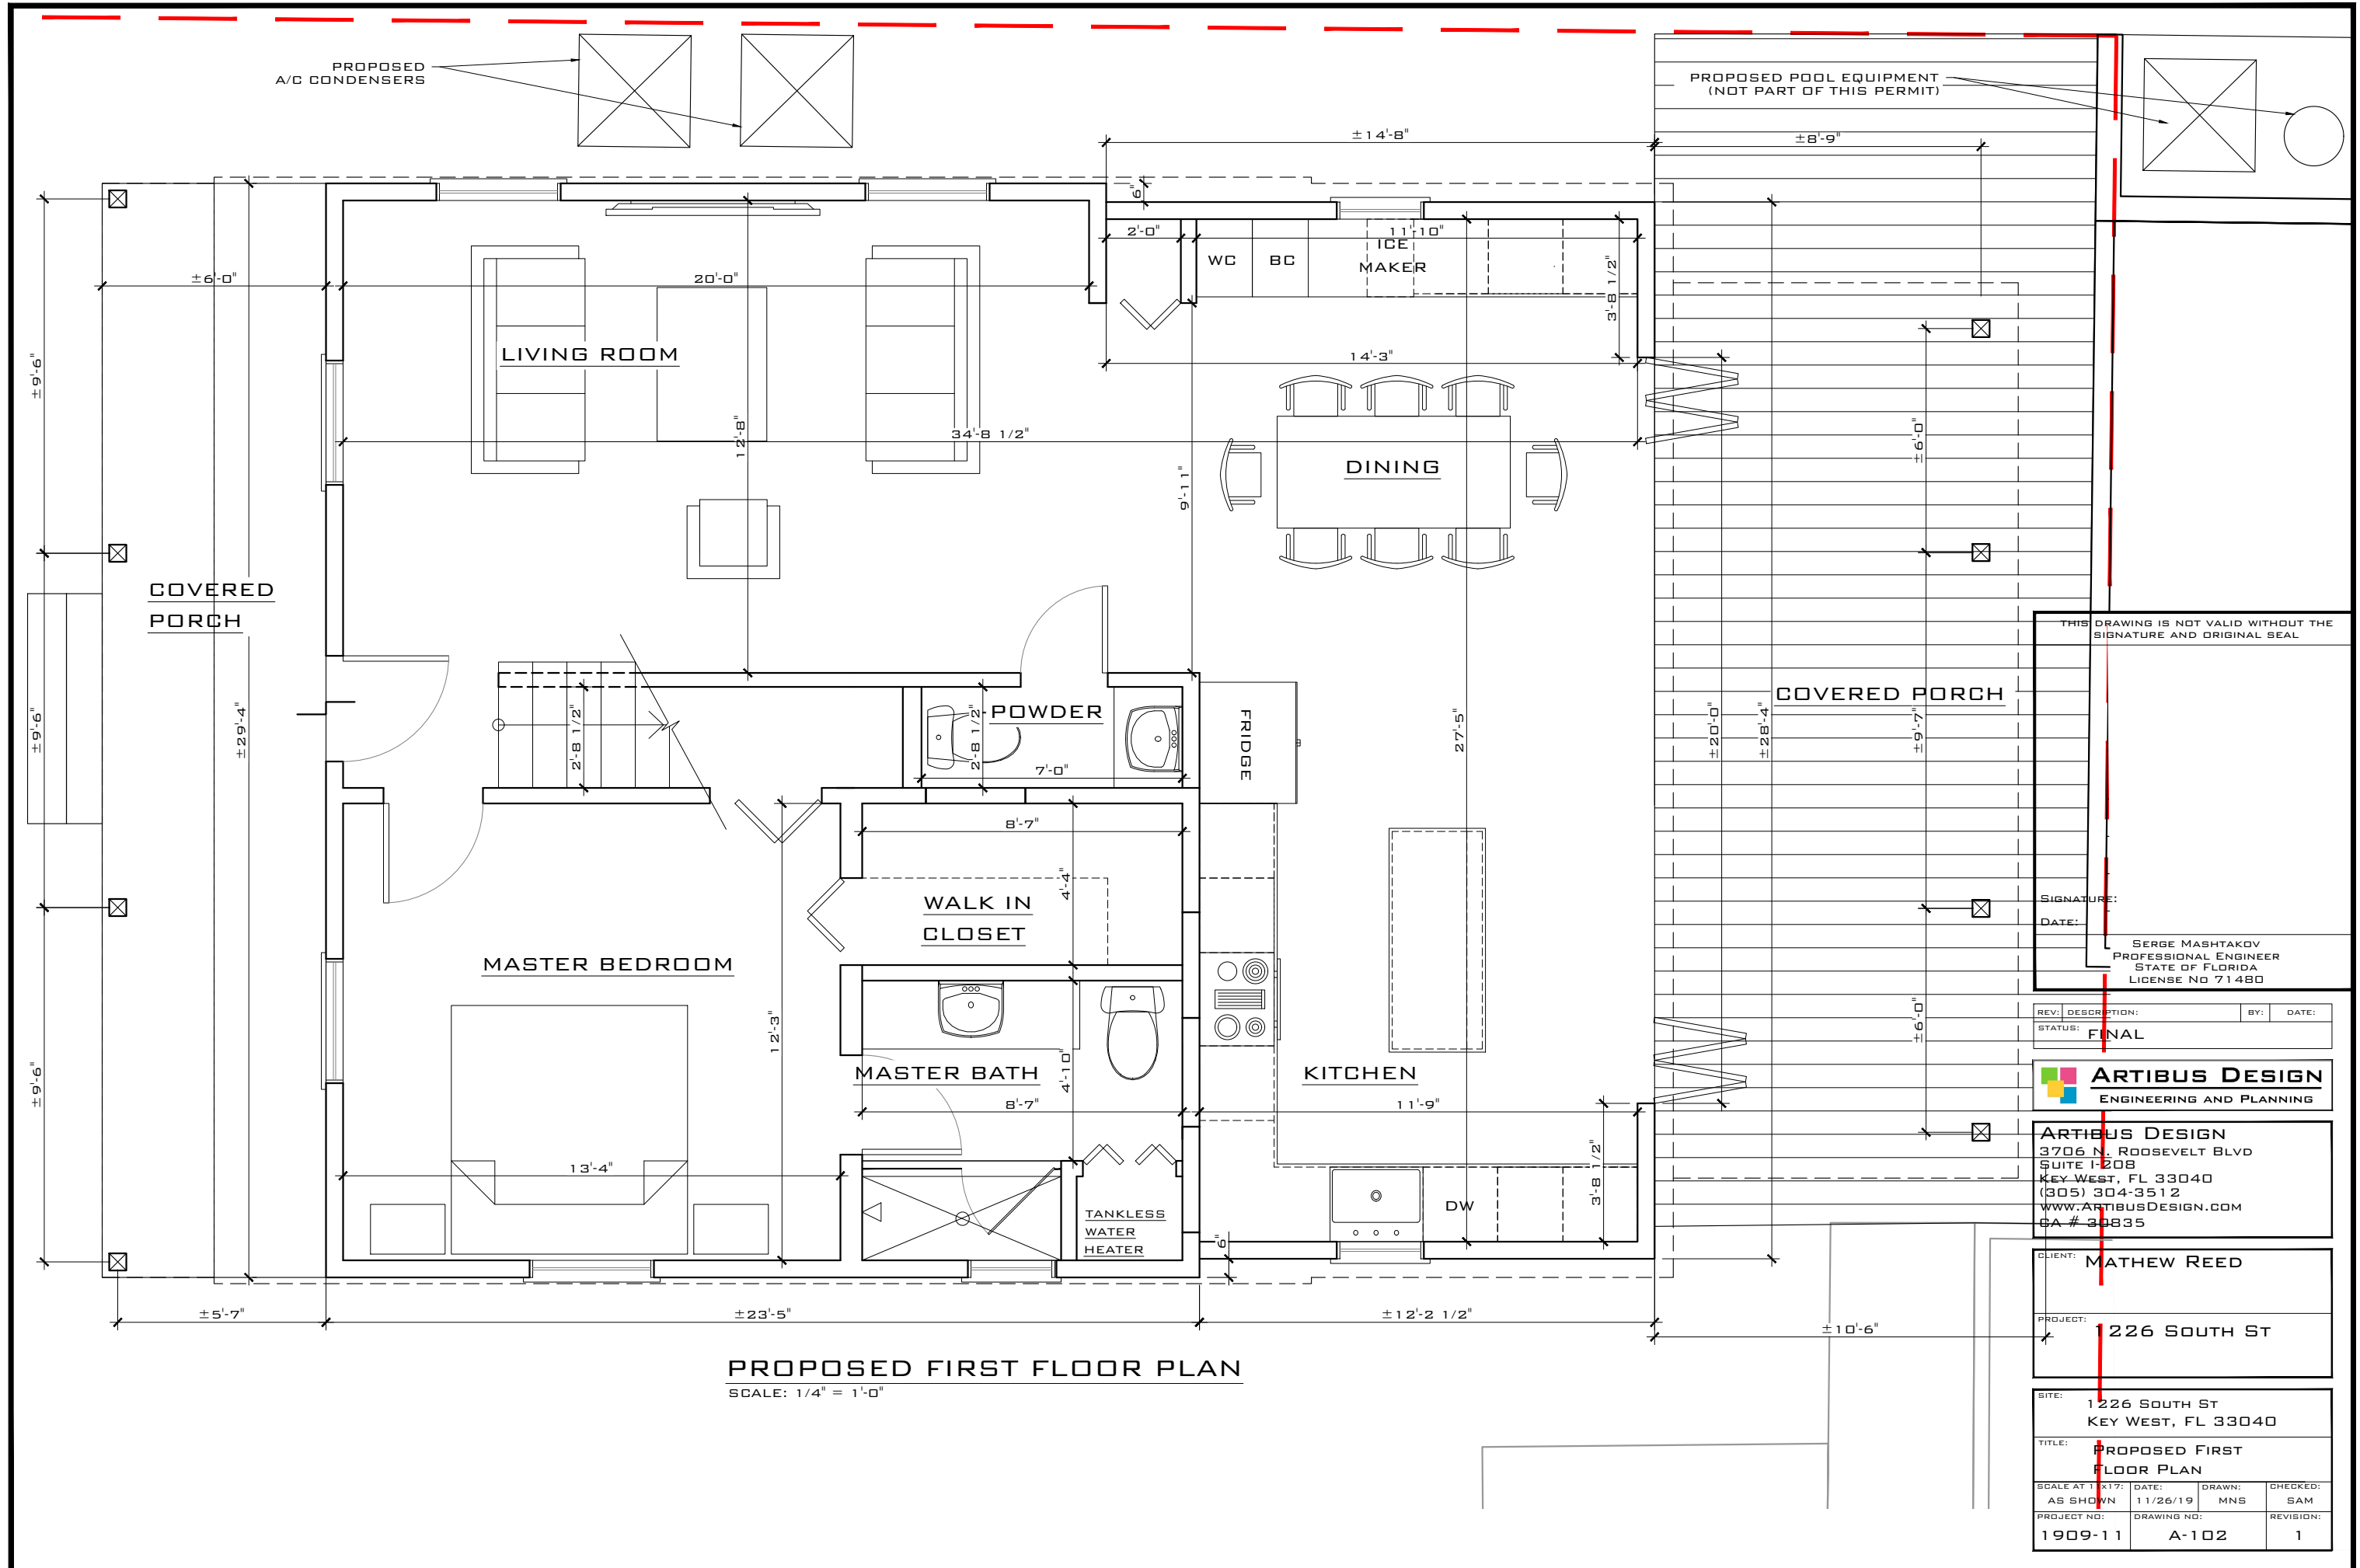 PROPOSED
A/C CONDENSERS
PROPOSED POOL EQUIPMENT
(NOT PART OF THIS PERMIT)
±14'-8"
±8'-9"
6"
2'-0"
11'-10"
WC
BC
ICE
MAKER
3'-8 1/2"
±6'-0"
20'-0"
LIVING ROOM
14'-3"
±9'-6"
12'-8"
34'-8 1/2"
9'-11"
DINING
±6'-0"
COVERED
PORCH
±29'-4"
±9'-6"
2'-8 1/2"
2'-8 1/2"
POWDER
7'-0"
FRIDGE
27'-5"
COVERED PORCH
±20'-0"
±28'-4"
±9'-7"
8'-7"
4'-4"
WALK IN
CLOSET
MASTER BEDROOM
12'-3"
±9'-6"
4'-10"
MASTER BATH
8'-7"
KITCHEN
11'-9"
±6'-0"
13'-4"
3'-8 1/2"
TANKLESS
WATER
HEATER
DW
6"
±5'-7"
±23'-5"
±12'-2 1/2"
±10'-6"
PROPOSED FIRST FLOOR PLAN
SCALE: 1/4" = 1'-0"
THIS DRAWING IS NOT VALID WITHOUT THE
SIGNATURE AND ORIGINAL SEAL
SIGNATURE:
DATE:
SERGE MASHTAKOV
PROFESSIONAL ENGINEER
STATE OF FLORIDA
LICENSE NO 71480
REV: DESCRIPTION: BY: DATE:
STATUS: FINAL
ARTIBUS DESIGN
ENGINEERING AND PLANNING
ARTIBUS DESIGN
3706 N. ROOSEVELT BLVD
SUITE I-208
KEY WEST, FL 33040
(305) 304-3512
WWW.ARTIBUSDESIGN.COM
CA # 30835
CLIENT: MATHEW REED
PROJECT: 1226 SOUTH ST
SITE: 1226 SOUTH ST
KEY WEST, FL 33040
TITLE: PROPOSED FIRST
FLOOR PLAN
SCALE AT 11x17: DATE: DRAWN: CHECKED:
AS SHOWN 11/26/19 MNS SAM
PROJECT NO: DRAWING NO: REVISION:
1909-11 A-102 1